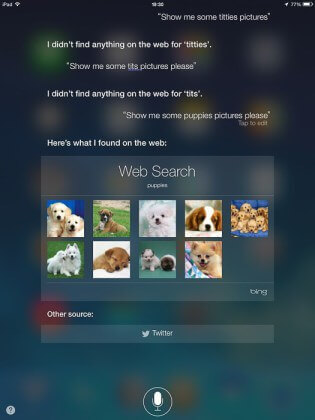 iPad
19:30
77%
"Show me some titties pictures"
I didn't find anything on the web for 'titties'.
"Show me some tits pictures please"
I didn't find anything on the web for 'tits'.
"Show me some puppies pictures please"
Tap to edit
Here's what I found on the web:
Web Search
puppies
bing
Other source:
Twitter
?